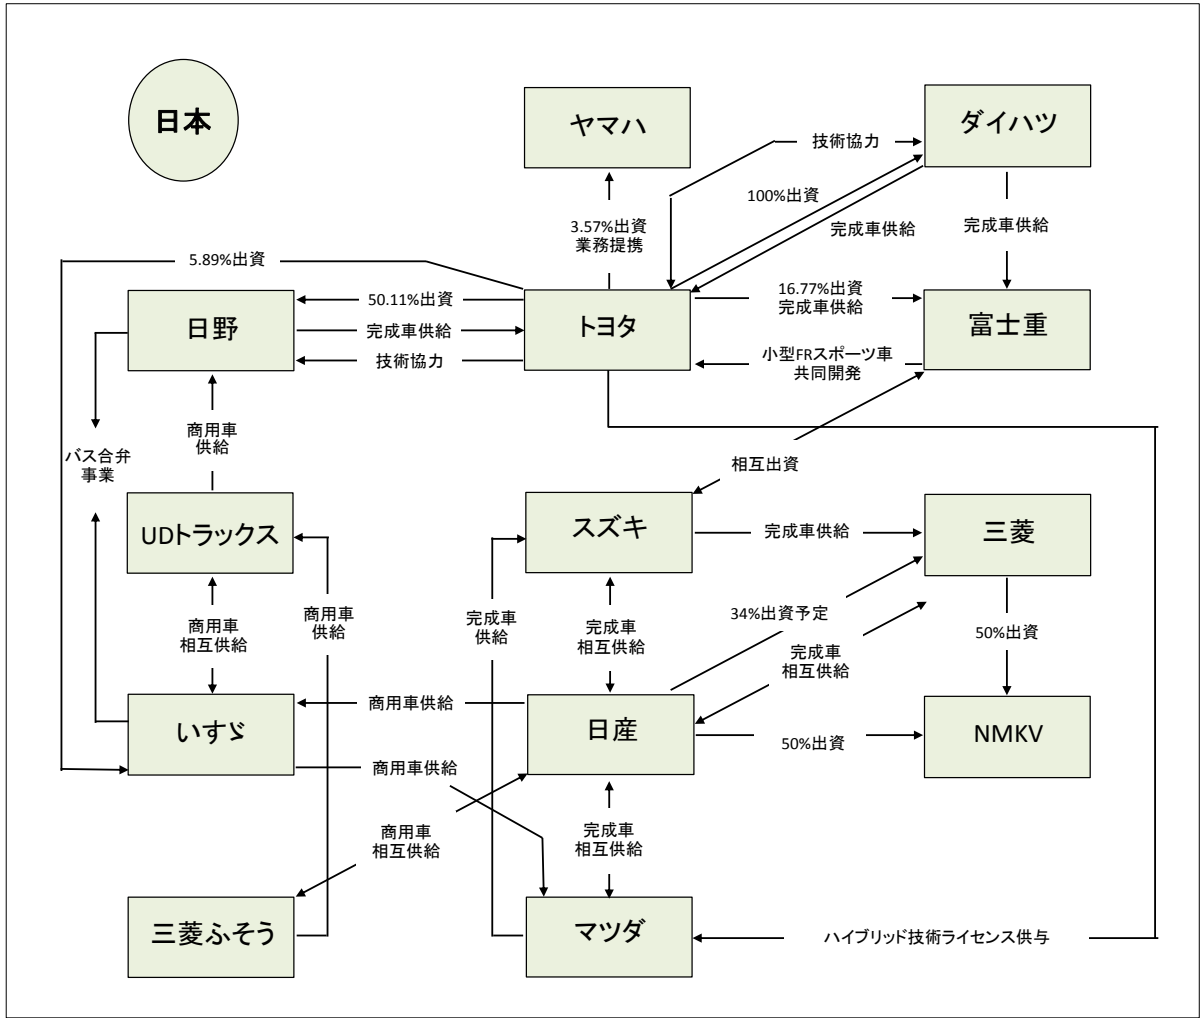 日本
ヤマハ
ダイハツ
技術協力
100%出資
3.57%出資
業務提携
完成車供給
完成車供給
5.89%出資
日野
50.11%出資
完成車供給
技術協力
トヨタ
16.77%出資
完成車供給
小型FRスポーツ車
共同開発
富士重
商用車
供給
バス合弁
事業
相互出資
UDトラックス
スズキ
完成車供給
三菱
商用車
相互供給
商用車
供給
完成車
供給
完成車
相互供給
34%出資予定
完成車
相互供給
50%出資
いすゞ
商用車供給
日産
50%出資
NMKV
商用車供給
商用車
相互供給
完成車
相互供給
三菱ふそう
マツダ
ハイブリッド技術ライセンス供与